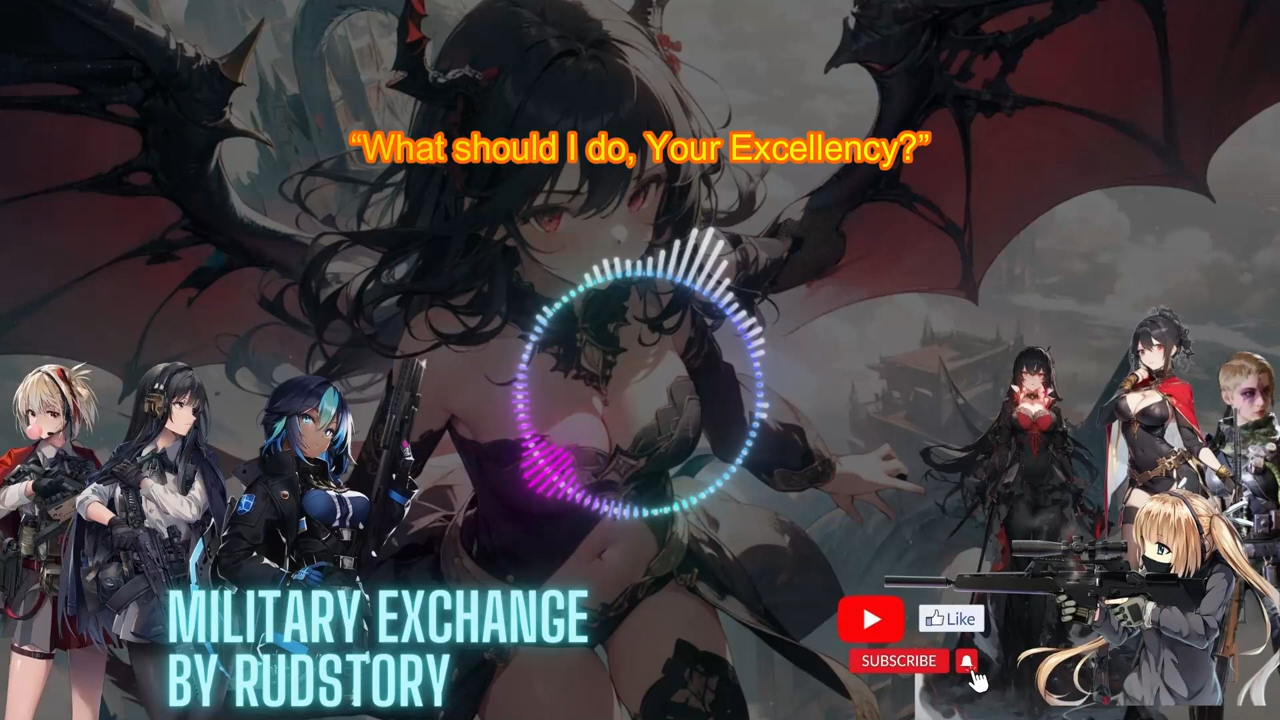 “What should I do, Your Excellency?”
MILITARY EXCHANGE
BY RUDSTORY
Like
SUBSCRIBE